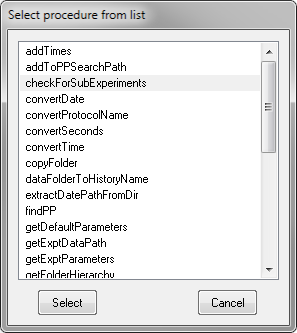 Select procedure from list
addTimes
addToPPSearchPath
checkForSubExperiments
convertDate
convertProtocolName
convertSeconds
convertTime
copyFolder
dataFolderToHistoryName
extractDatePathFromDir
findPP
getDefaultParameters
getExptDataPath
getExptParameters
getFolderHierarchy
Select
Cancel